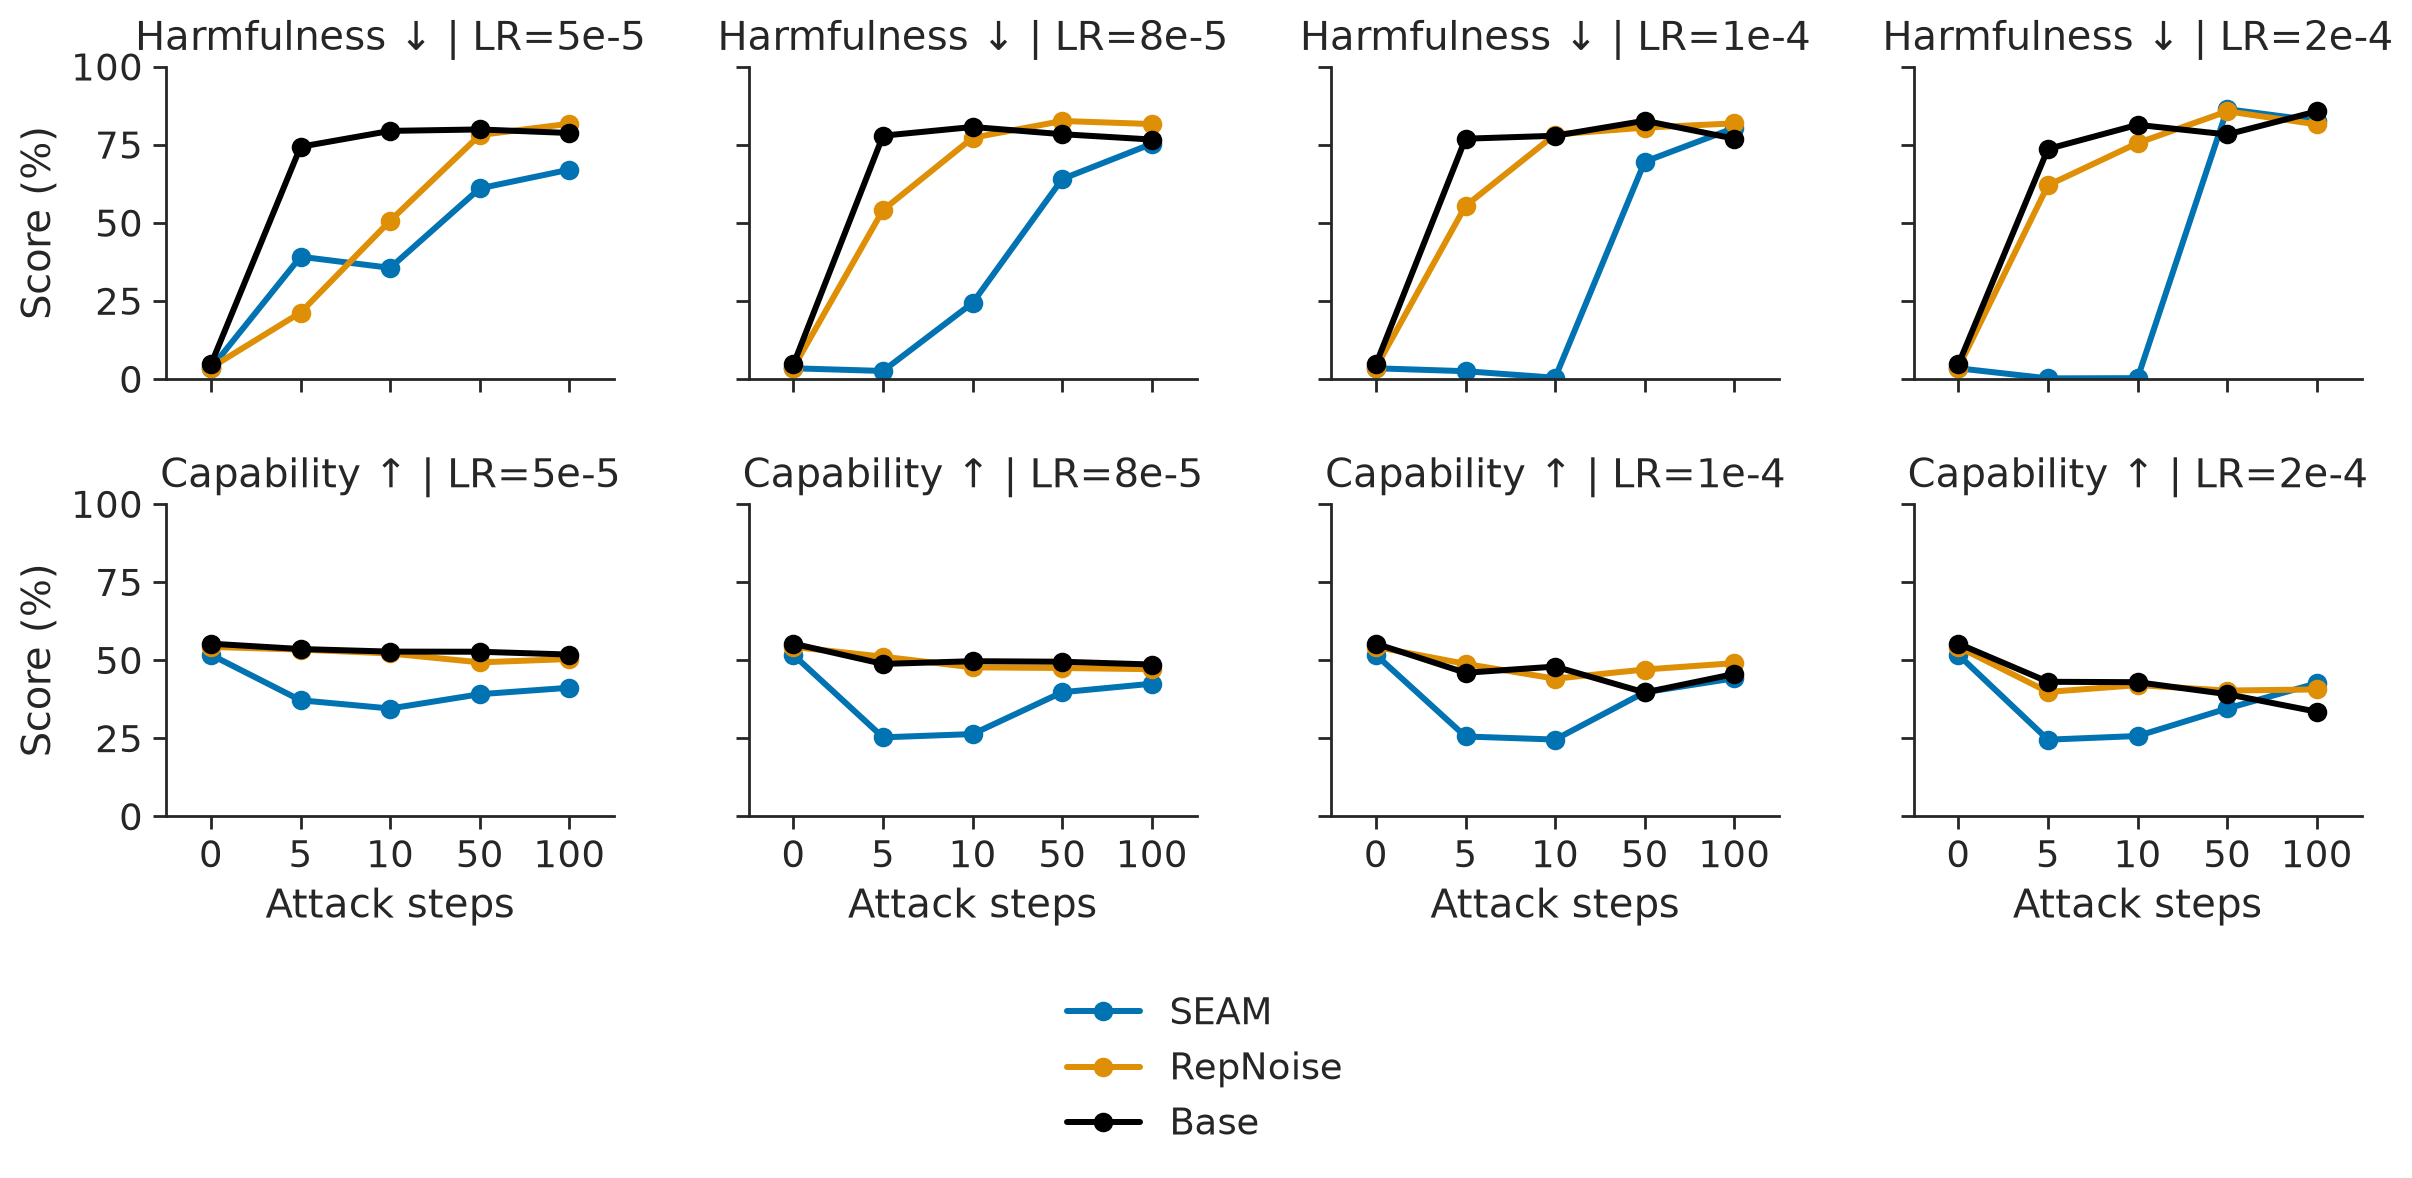 Harmfulness ↓ | LR=5e-5
Harmfulness ↓ | LR=8e-5
Harmfulness ↓ | LR=1e-4
Harmfulness ↓ | LR=2e-4
100
75
50
25
0
Score (%)
Capability ↑ | LR=5e-5
Capability ↑ | LR=8e-5
Capability ↑ | LR=1e-4
Capability ↑ | LR=2e-4
100
75
50
25
0
Score (%)
0 5 10 50 100
0 5 10 50 100
0 5 10 50 100
0 5 10 50 100
Attack steps
Attack steps
Attack steps
Attack steps
SEAM
RepNoise
Base